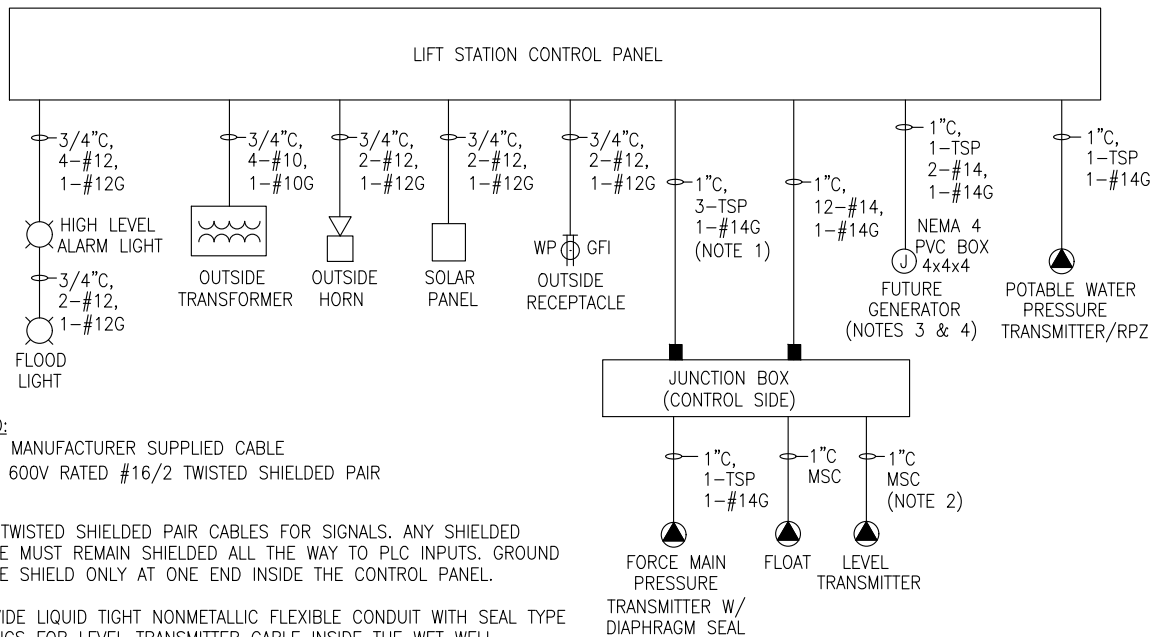 LIFT STATION CONTROL PANEL
3/4"C,
4-#12,
1-#12G
HIGH LEVEL
ALARM LIGHT
3/4"C,
2-#12,
1-#12G
FLOOD
LIGHT
3/4"C,
4-#10,
1-#10G
OUTSIDE
TRANSFORMER
3/4"C,
2-#12,
1-#12G
OUTSIDE
HORN
3/4"C,
2-#12,
1-#12G
SOLAR
PANEL
3/4"C,
2-#12,
1-#12G
WP GFI
OUTSIDE
RECEPTACLE
1"C,
3-TSP
1-#14G
(NOTE 1)
1"C,
12-#14,
1-#14G
1"C,
1-TSP
2-#14,
1-#14G
NEMA 4
PVC BOX
J 4x4x4
FUTURE
GENERATOR
(NOTES 3 & 4)
1"C,
1-TSP
1-#14G
POTABLE WATER
PRESSURE
TRANSMITTER/RPZ
JUNCTION BOX
(CONTROL SIDE)
1"C,
1-TSP
1-#14G
FORCE MAIN
PRESSURE
TRANSMITTER W/
DIAPHRAGM SEAL
1"C
MSC
FLOAT
1"C
MSC
(NOTE 2)
LEVEL
TRANSMITTER
MANUFACTURER SUPPLIED CABLE
600V RATED #16/2 TWISTED SHIELDED PAIR
TWISTED SHIELDED PAIR CABLES FOR SIGNALS. ANY SHIELDED
MUST REMAIN SHIELDED ALL THE WAY TO PLC INPUTS. GROUND
SHIELD ONLY AT ONE END INSIDE THE CONTROL PANEL.
LIQUID TIGHT NONMETALLIC FLEXIBLE CONDUIT WITH SEAL TYPE
FOR LEVEL TRANSMITTER CABLE INSIDE THE WET WELL